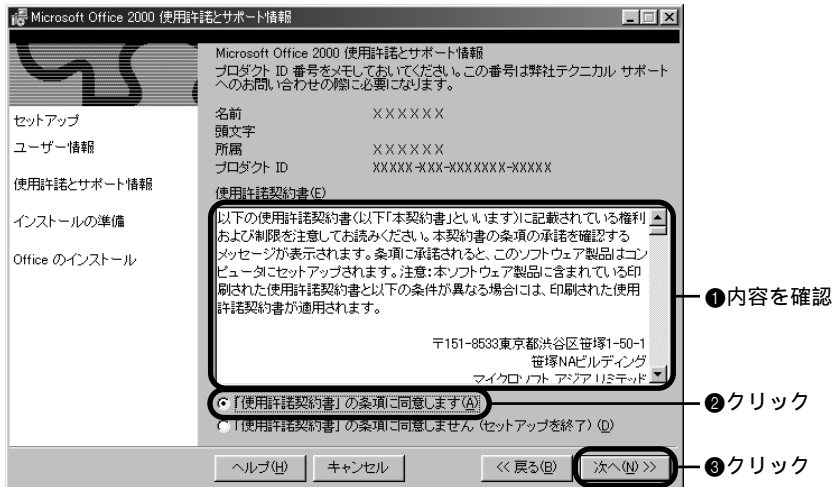 Microsoft Office 2000 使用許諾とサポート情報
Microsoft Office 2000 使用許諾とサポート情報
プロダクト ID 番号をメモしておいてください。この番号は弊社テクニカル サポート
へのお問い合わせの際に必要になります。
セットアップ
ユーザー情報
使用許諾とサポート情報
インストールの準備
Office のインストール
名前 XXXXXX
頭文字
所属 XXXXXX
プロダクト ID XXXXX-XXX-XXXXXXX-XXXXX
使用許諾契約書(E)
以下の使用許諾契約書(以下「本契約書」といいます)に記載されている権利
および制限を注意してお読みください。本契約書の条項の承諾を確認する
メッセージが表示されます。条項に承諾されると、このソフトウェア製品はコン
ピュータにセットアップされます。注意:本ソフトウェア製品に含まれている印
刷された使用許諾契約書と以下の条件が異なる場合には、印刷された使用
許諾契約書が適用されます。
〒151-8533東京都渋谷区笹塚1-50-1
笹塚NAビルディング
マイクロソフト アジア リミテッド
❶内容を確認
「使用許諾契約書」の条項に同意します(A)
❷クリック
「使用許諾契約書」の条項に同意しません (セットアップを終了) (D)
ヘルプ(H) キャンセル << 戻る(B) 次へ(N) >>
❸クリック